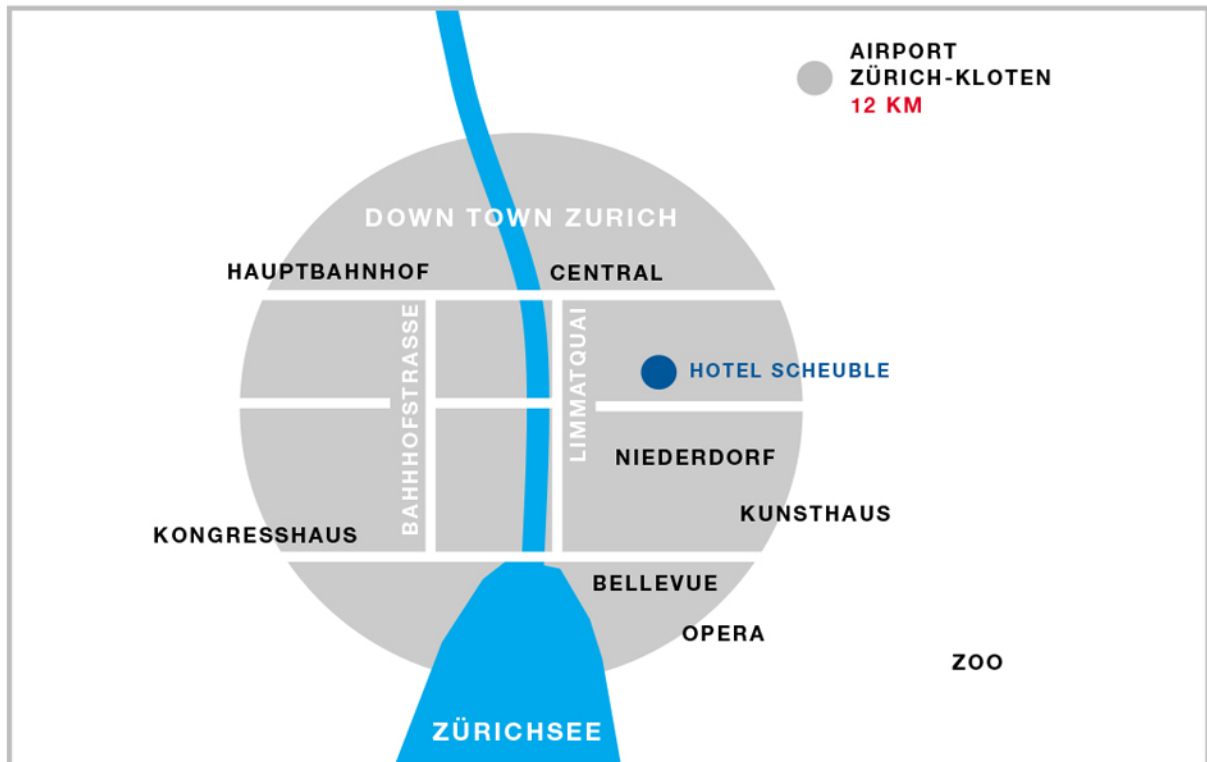 AIRPORT
ZÜRICH-KLOTEN
12 KM
DOWN TOWN ZURICH
HAUPTBAHNHOF
CENTRAL
BAHHHOFSTRASSE
LIMMATQUAI
HOTEL SCHEUBLE
NIEDERDORF
KUNSTHAUS
KONGRESSHAUS
BELLEVUE
OPERA
ZOO
ZÜRICHSEE